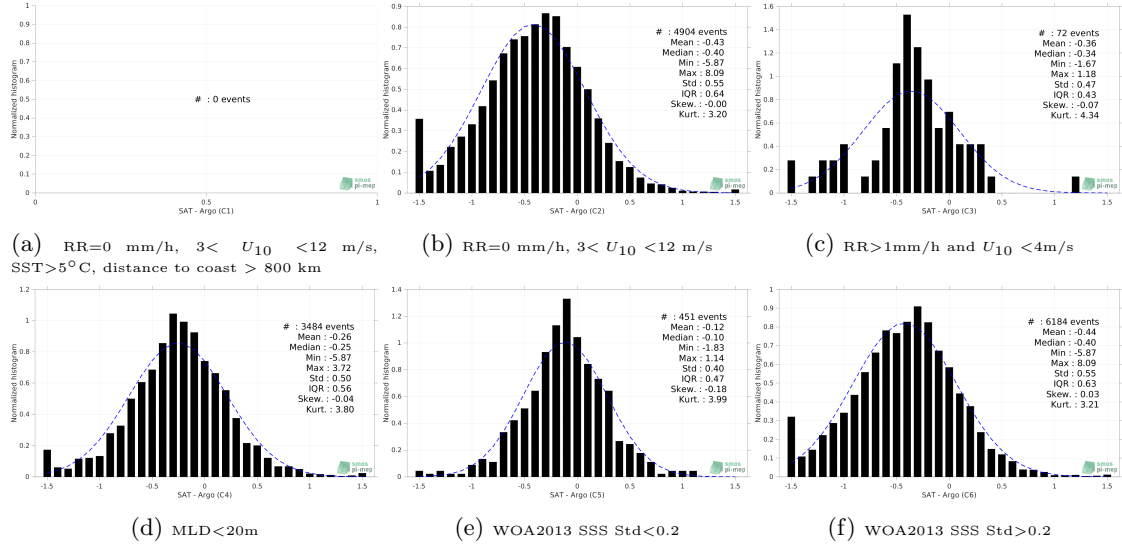 1
0.9
0.8
0.7
0.6
0.5
0.4
0.3
0.2
0.1
0
Normalized histogram
# : 0 events
smos
pi-mep
0 0.5 1
SAT - Argo (C1)
(a) RR=0 mm/h, 3< U10 <12 m/s,
SST>5°C, distance to coast > 800 km
0.9
0.8
0.7
0.6
0.5
0.4
0.3
0.2
0.1
0
Normalized histogram
# : 4904 events
Mean : -0.43
Median : -0.40
Min : -5.87
Max : 8.09
Std : 0.55
IQR : 0.64
Skew. : -0.00
Kurt. : 3.20
smos
pi-mep
-1.5 -1 -0.5 0 0.5 1 1.5
SAT - Argo (C2)
(b) RR=0 mm/h, 3< U10 <12 m/s
1.6
1.4
1.2
1
0.8
0.6
0.4
0.2
0
Normalized histogram
# : 72 events
Mean : -0.36
Median : -0.34
Min : -1.67
Max : 1.18
Std : 0.47
IQR : 0.43
Skew. : -0.07
Kurt. : 4.34
smos
pi-mep
-1.5 -1 -0.5 0 0.5 1 1.5
SAT - Argo (C3)
(c) RR>1mm/h and U10 <4m/s
1.2
1
0.8
0.6
0.4
0.2
0
Normalized histogram
# : 3484 events
Mean : -0.26
Median : -0.25
Min : -5.87
Max : 3.72
Std : 0.50
IQR : 0.56
Skew. : -0.04
Kurt. : 3.80
smos
pi-mep
-1.5 -1 -0.5 0 0.5 1 1.5
SAT - Argo (C4)
(d) MLD<20m
1.4
1.2
1
0.8
0.6
0.4
0.2
0
Normalized histogram
# : 451 events
Mean : -0.12
Median : -0.10
Min : -1.83
Max : 1.14
Std : 0.40
IQR : 0.47
Skew. : -0.18
Kurt. : 3.99
smos
pi-mep
-1.5 -1 -0.5 0 0.5 1 1.5
SAT - Argo (C5)
(e) WOA2013 SSS Std<0.2
1
0.9
0.8
0.7
0.6
0.5
0.4
0.3
0.2
0.1
0
Normalized histogram
# : 6184 events
Mean : -0.44
Median : -0.40
Min : -5.87
Max : 8.09
Std : 0.55
IQR : 0.63
Skew. : 0.03
Kurt. : 3.21
smos
pi-mep
-1.5 -1 -0.5 0 0.5 1 1.5
SAT - Argo (C6)
(f) WOA2013 SSS Std>0.2